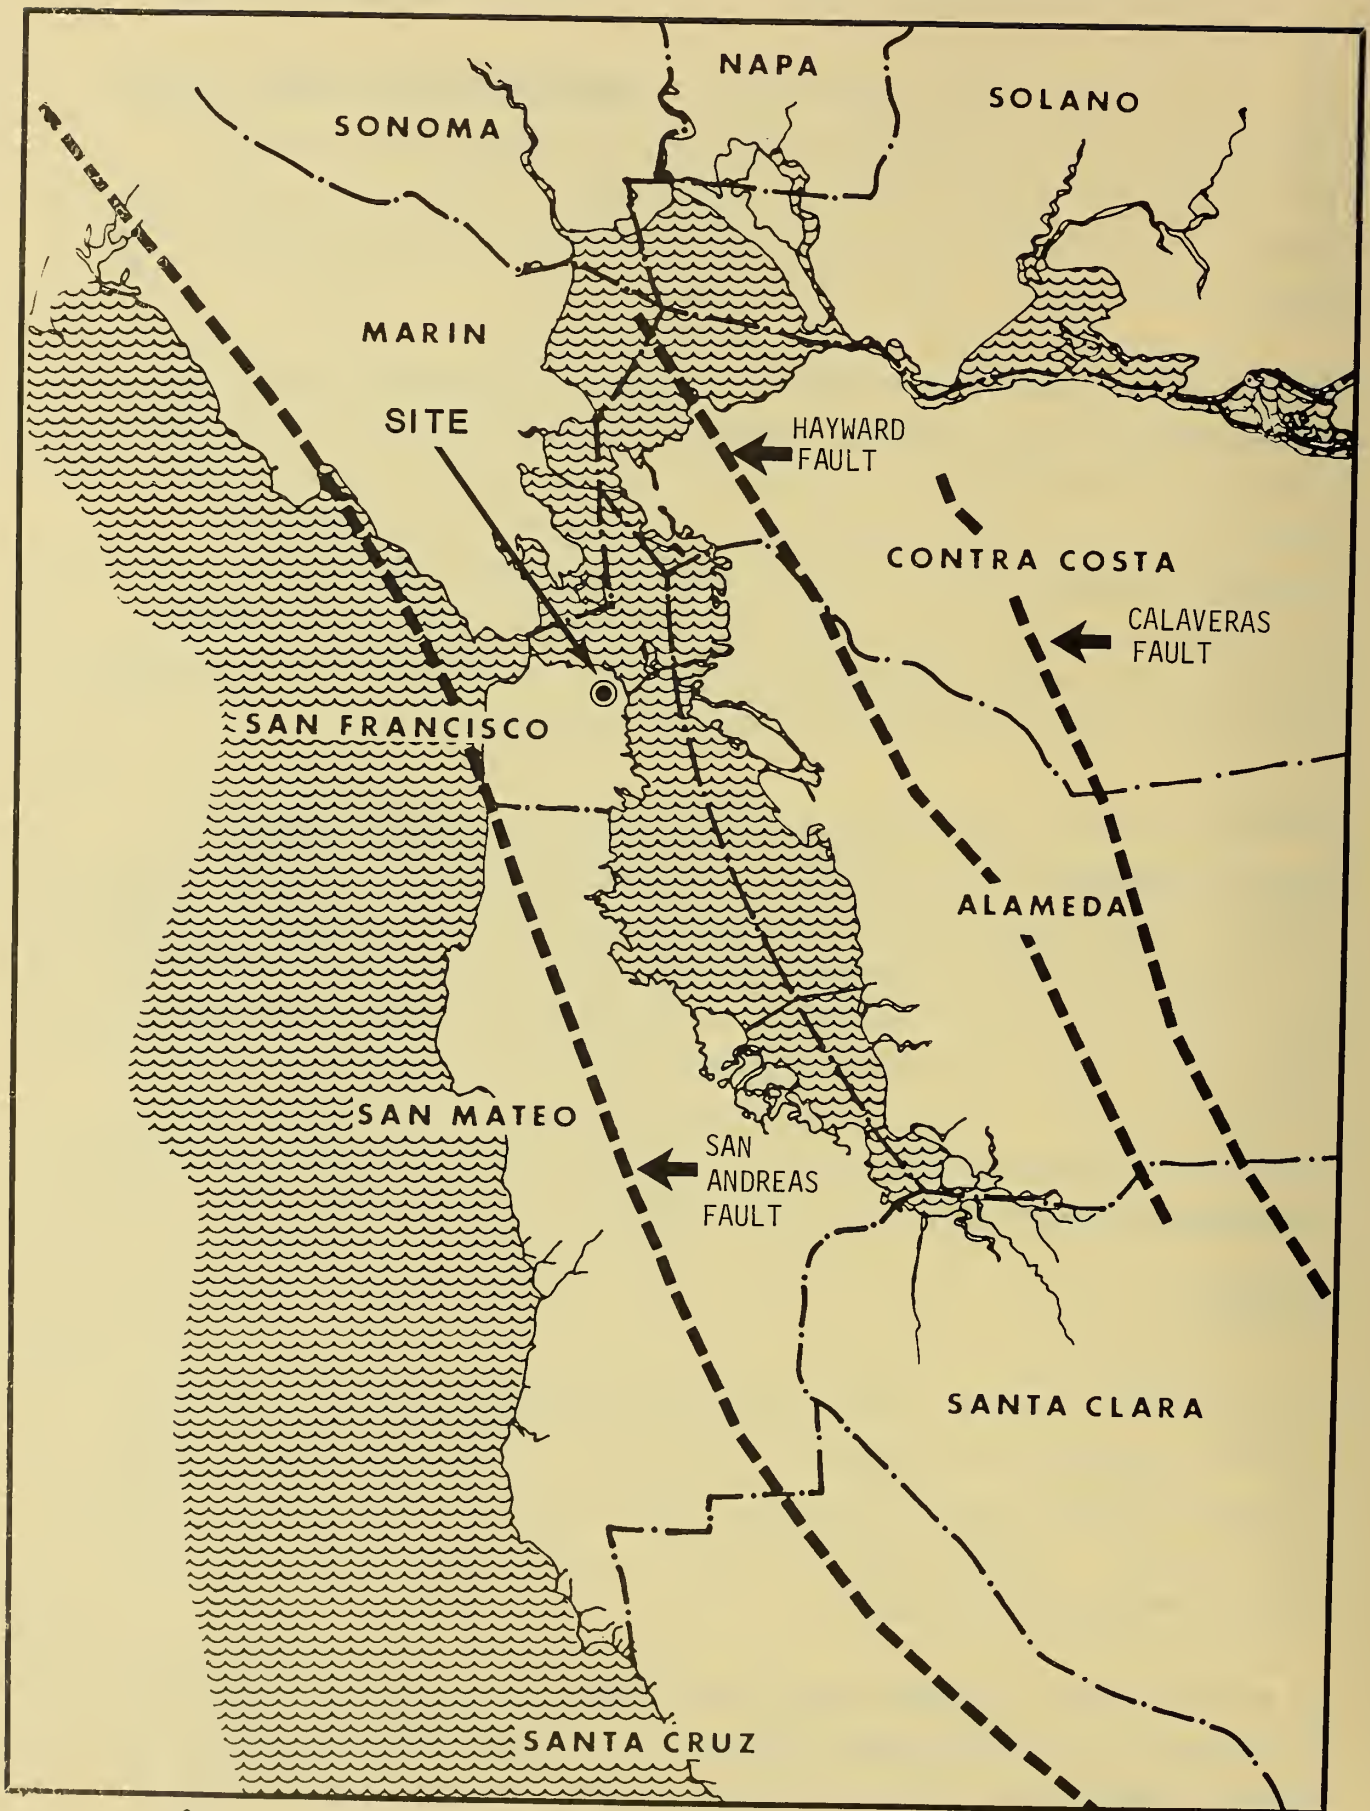 NAPA
SOLANO
SONOMA
MARIN
SITE
HAYWARD
FAULT
CONTRA COSTA
CALAVERAS
FAULT
SAN FRANCISCO
ALAMEDA
SAN MATEO
SAN
ANDREAS
FAULT
SANTA CLARA
SANTA CRUZ